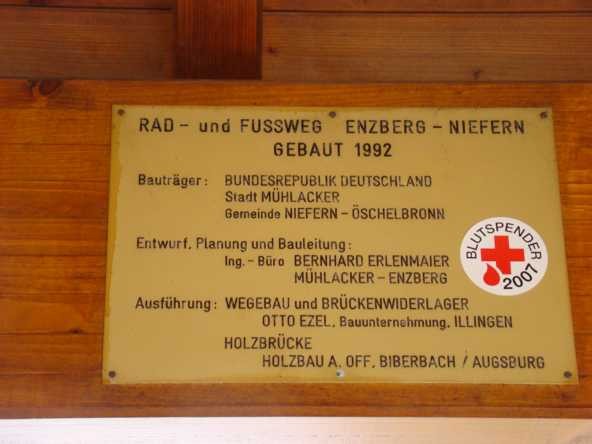 RAD - und FUSSWEG ENZBERG - NIEFERN
GEBAUT 1992
Bauträger: BUNDESREPUBLIK DEUTSCHLAND
Stadt MÜHLACKER
Gemeinde NIEFERN - ÖSCHELBRONN
Entwurf, Planung und Bauleitung:
Ing. - Büro BERNHARD ERLENMAIER
MÜHLACKER - ENZBERG
Ausführung: WEGEBAU und BRÜCKENWIDERLAGER
OTTO EZEL, Bauunternehmung, ILLINGEN
HOLZBRÜCKE
HOLZBAU A. OFF, BIBERBACH / AUGSBURG
BLUTSPENDER
2007